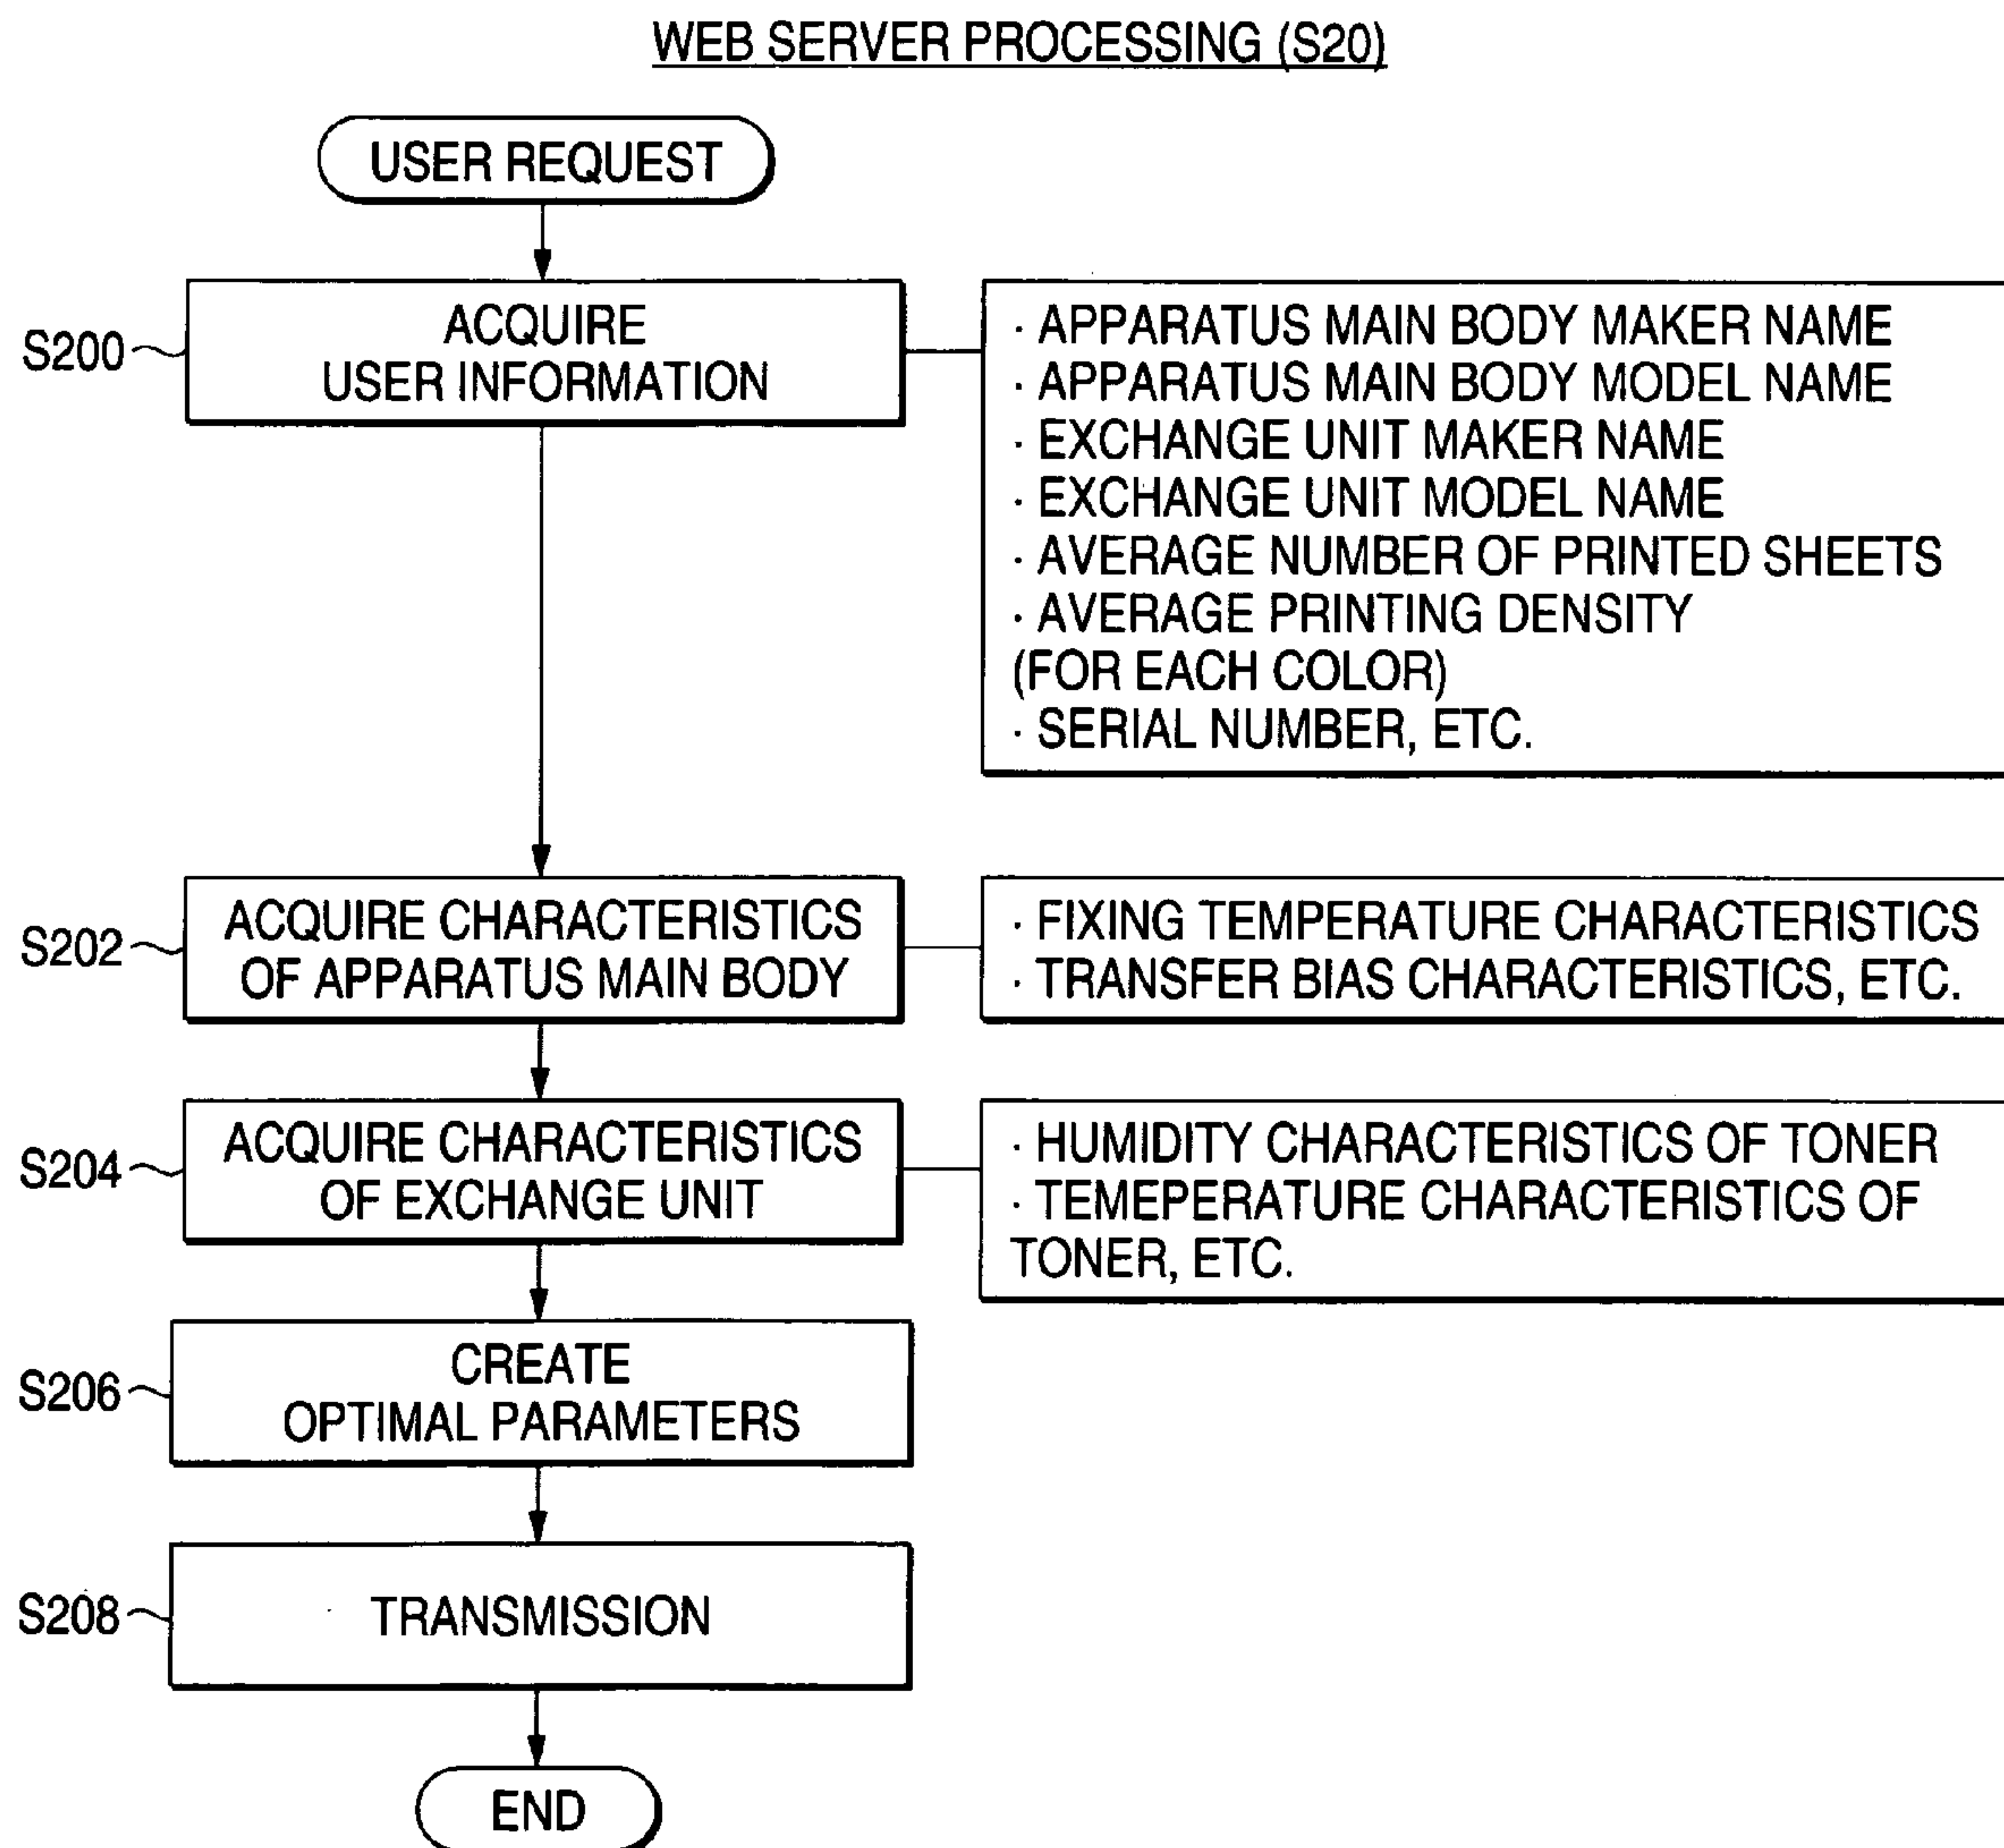 WEB SERVER PROCESSING (S20)
USER REQUEST
S200
ACQUIRE
USER INFORMATION
· APPARATUS MAIN BODY MAKER NAME
· APPARATUS MAIN BODY MODEL NAME
· EXCHANGE UNIT MAKER NAME
· EXCHANGE UNIT MODEL NAME
· AVERAGE NUMBER OF PRINTED SHEETS
· AVERAGE PRINTING DENSITY
(FOR EACH COLOR)
· SERIAL NUMBER, ETC.
S202
ACQUIRE CHARACTERISTICS
OF APPARATUS MAIN BODY
· FIXING TEMPERATURE CHARACTERISTICS
· TRANSFER BIAS CHARACTERISTICS, ETC.
S204
ACQUIRE CHARACTERISTICS
OF EXCHANGE UNIT
· HUMIDITY CHARACTERISTICS OF TONER
· TEMEPERATURE CHARACTERISTICS OF
TONER, ETC.
S206
CREATE
OPTIMAL PARAMETERS
S208
TRANSMISSION
END